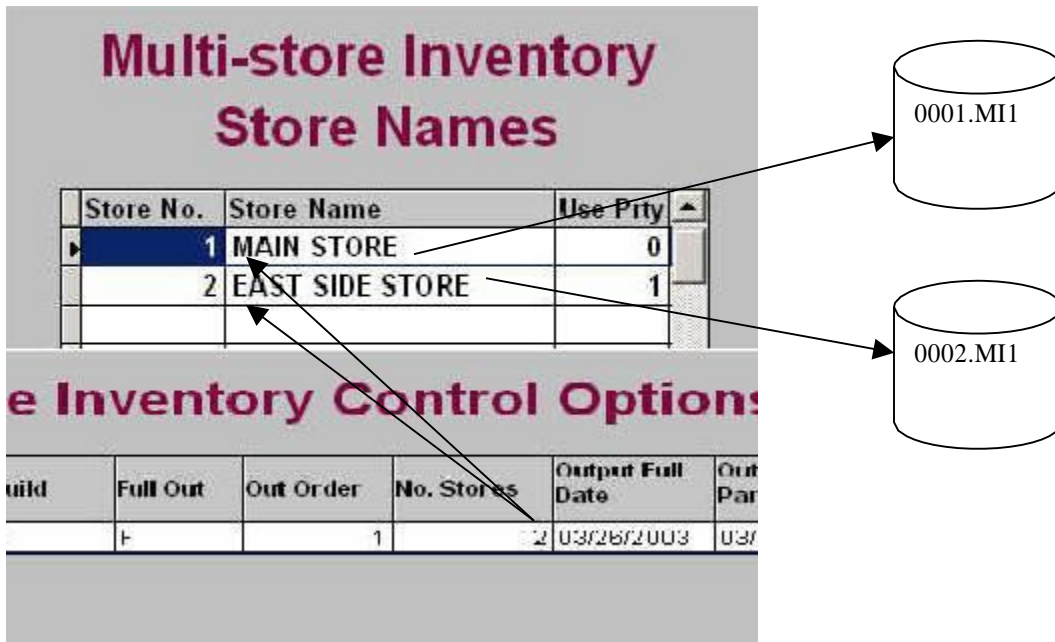 Multi-store Inventory
Store Names
Store No. Store Name Use Prty
1 MAIN STORE 0
2 EAST SIDE STORE 1
0001.MI1
0002.MI1
e Inventory Control Options
uild Full Out Out Order No. Stores Output Full Date Out Par
F 1 2 03/26/2003 03/